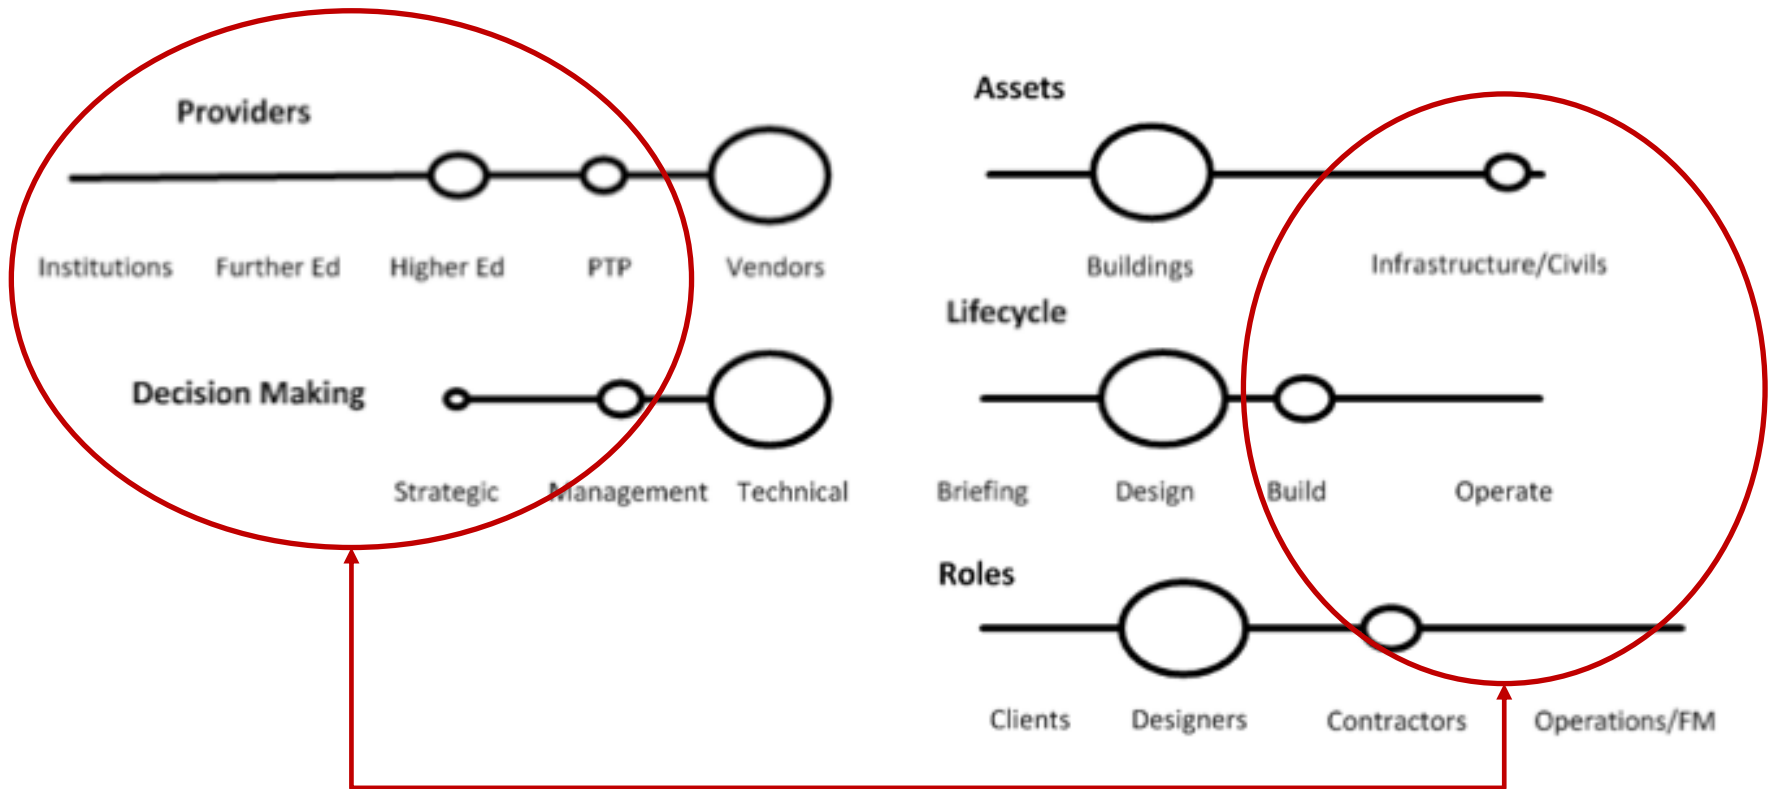 Providers
Institutions Further Ed Higher Ed PTP Vendors
Decision Making
Strategic Management Technical
Assets
Buildings Infrastructure/Civils
Lifecycle
Briefing Design Build Operate
Roles
Clients Designers Contractors Operations/FM